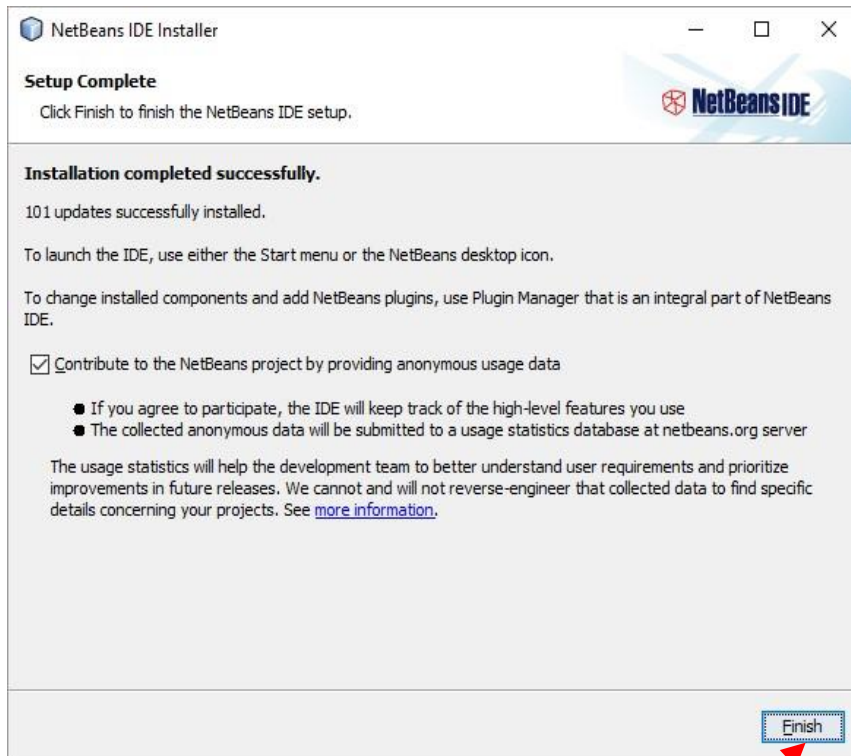 NetBeans IDE Installer
Setup Complete
Click Finish to finish the NetBeans IDE setup.
NetBeans IDE
Installation completed successfully.
101 updates successfully installed.
To launch the IDE, use either the Start menu or the NetBeans desktop icon.
To change installed components and add NetBeans plugins, use Plugin Manager that is an integral part of NetBeans
IDE.
Contribute to the NetBeans project by providing anonymous usage data
If you agree to participate, the IDE will keep track of the high-level features you use
The collected anonymous data will be submitted to a usage statistics database at netbeans.org server
The usage statistics will help the development team to better understand user requirements and prioritize
improvements in future releases. We cannot and will not reverse-engineer that collected data to find specific
details concerning your projects. See more information.
Finish